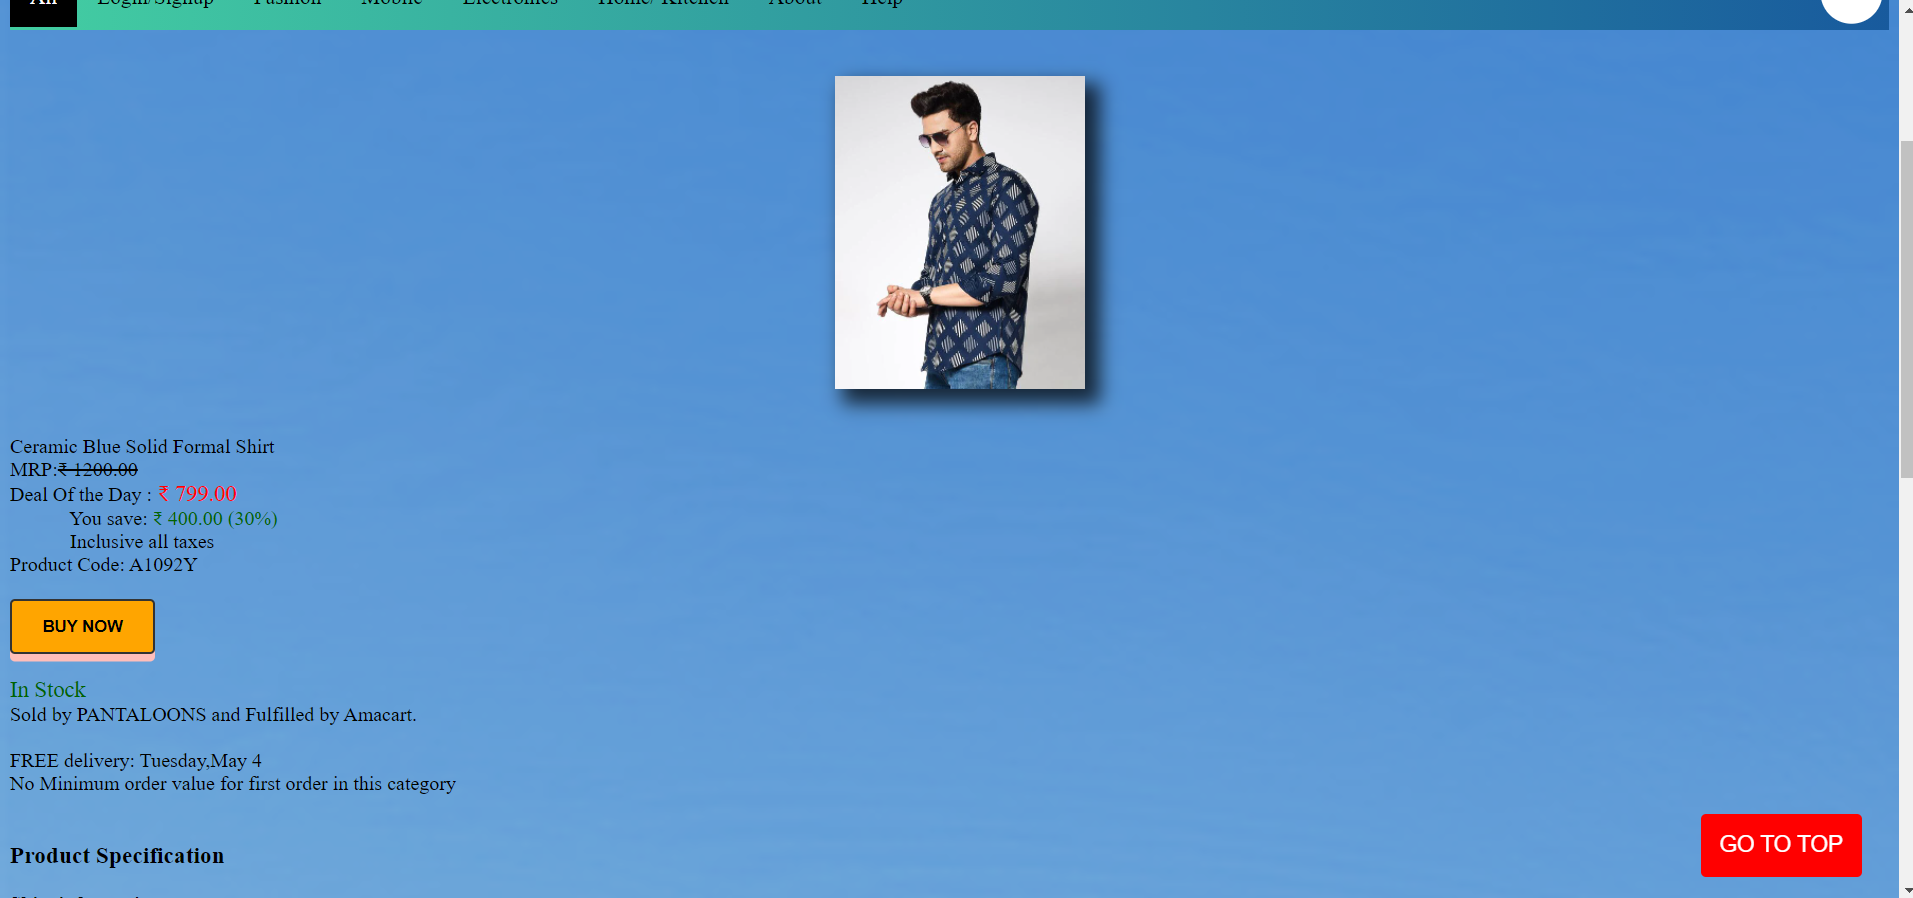 All Login/Signup Fashion Mobile Electronics Home/ Kitchen About Help
Ceramic Blue Solid Formal Shirt
MRP:₹ 1200.00
Deal Of the Day : ₹ 799.00
You save: ₹ 400.00 (30%)
Inclusive all taxes
Product Code: A1092Y
BUY NOW
In Stock
Sold by PANTALOONS and Fulfilled by Amacart.
FREE delivery: Tuesday,May 4
No Minimum order value for first order in this category
GO TO TOP
Product Specification